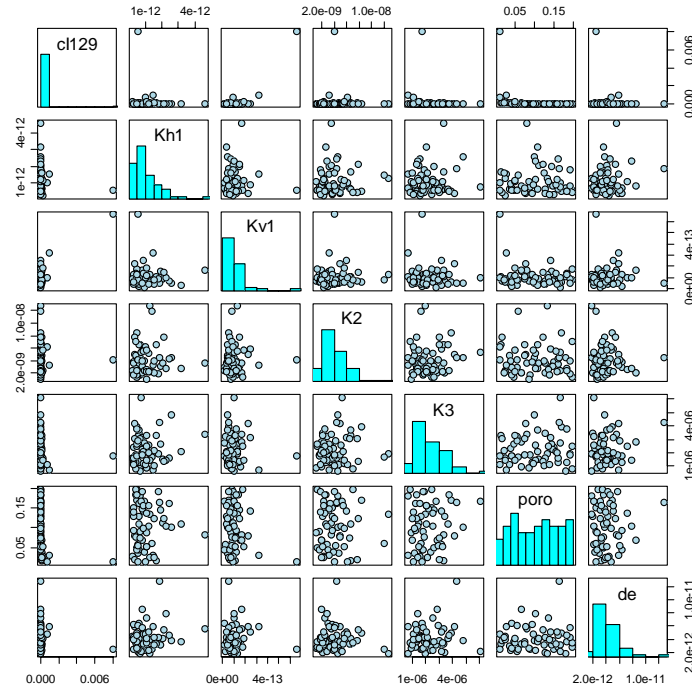 1e-12 4e-12 2.0e-09 1.0e-08 0.05 0.15
cl129
0.000 0.006
Kh1
1e-12 4e-12
Kv1
0e+00 4e-13
K2
2.0e-09 1.0e-08
K3
1e-06 4e-06
poro
0.05 0.15
de
2.0e-12 1.0e-11
0.000 0.006 0e+00 4e-13 1e-06 4e-06 2.0e-12 1.0e-11